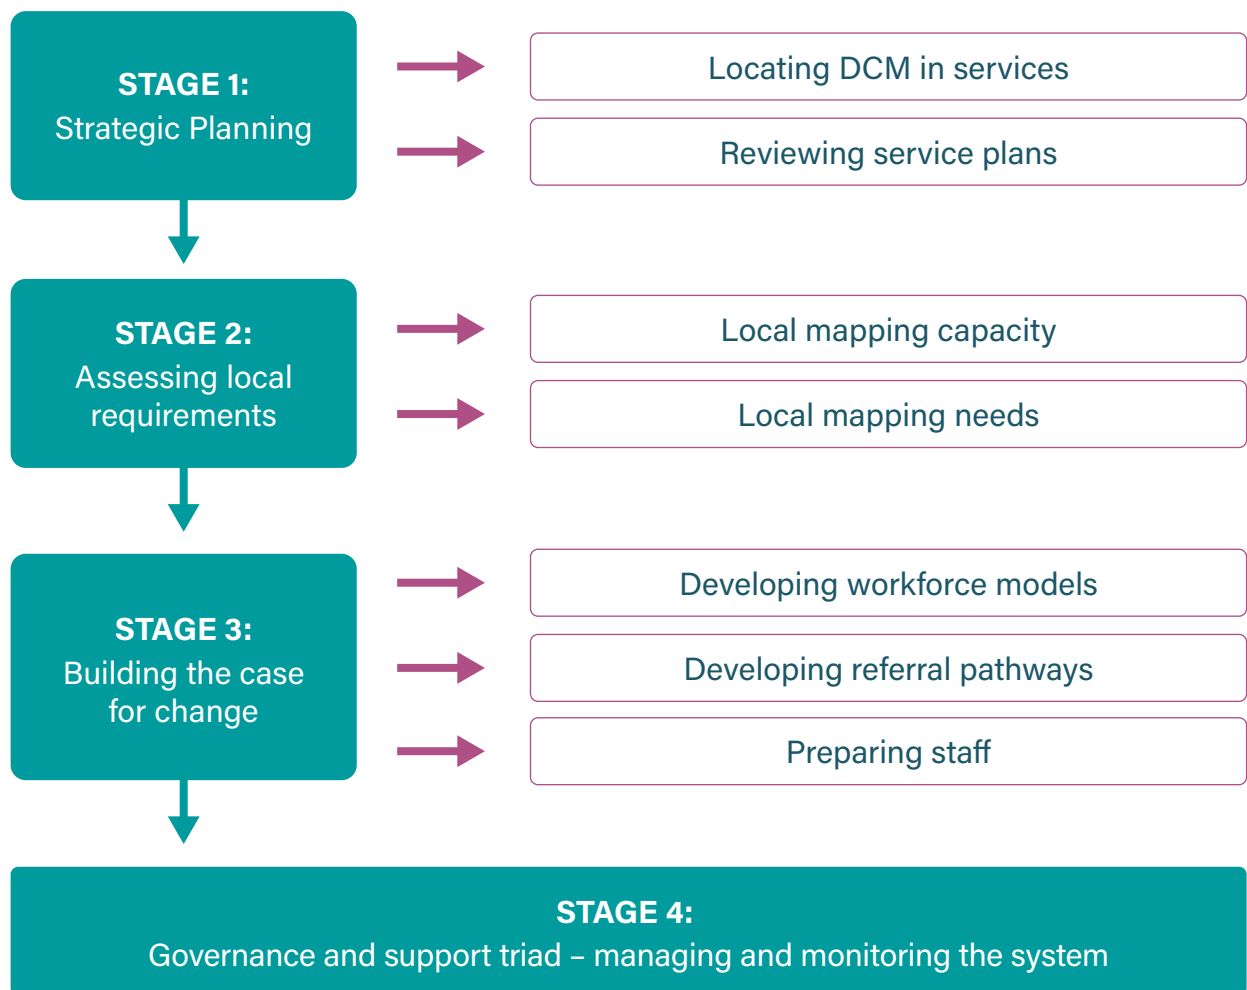 STAGE 1:
Strategic Planning
Locating DCM in services
Reviewing service plans
STAGE 2:
Assessing local
requirements
Local mapping capacity
Local mapping needs
STAGE 3:
Building the case
for change
Developing workforce models
Developing referral pathways
Preparing staff
STAGE 4:
Governance and support triad – managing and monitoring the system